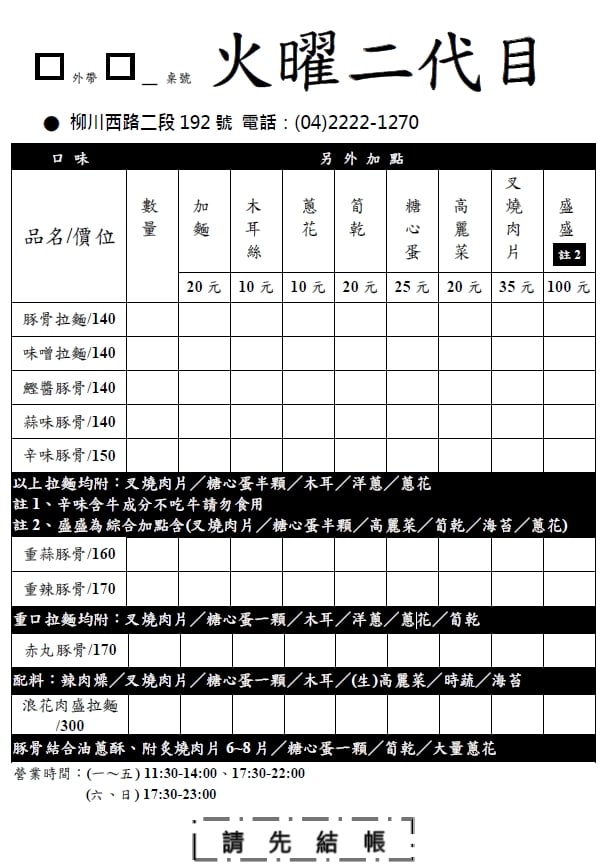 火曜二代目
外帶 __ 桌號
● 柳川西路二段 192 號 電話：(04)2222-1270
口味 另外加點
品名/價位 數量 加麵 木耳絲 蔥花 筍乾 糖心蛋 高麗菜 叉燒肉片 盛盛 註 2
20 元 10 元 10 元 20 元 25 元 20 元 35 元 100 元
豚骨拉麵/140
味噌拉麵/140
鰹醬豚骨/140
蒜味豚骨/140
辛味豚骨/150
以上拉麵均附：叉燒肉片／糖心蛋半顆／木耳／洋蔥／蔥花
註 1、辛味含牛成分不吃牛請勿食用
註 2、盛盛為綜合加點含(叉燒肉片／糖心蛋半顆／高麗菜／筍乾／海苔／蔥花)
重蒜豚骨/160
重辣豚骨/170
重口拉麵均附：叉燒肉片／糖心蛋一顆／木耳／洋蔥／蔥花／筍乾
赤丸豚骨/170
配料：辣肉燥／叉燒肉片／糖心蛋一顆／木耳／(生)高麗菜／時蔬／海苔
浪花肉盛拉麵
/300
豚骨結合油蔥酥、附炙燒肉片 6~8 片／糖心蛋一顆／筍乾／大量蔥花
營業時間：(一～五) 11:30-14:00、17:30-22:00
(六、日) 17:30-23:00
請先結帳